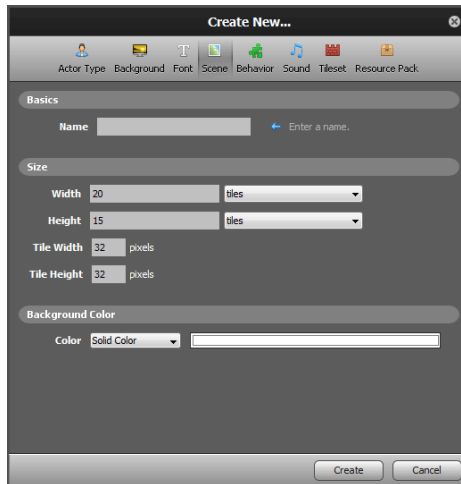 Create New...
Actor Type Background Font Scene Behavior Sound Tileset Resource Pack
Basics
Name Enter a name.
Size
Width 20 tiles
Height 15 tiles
Tile Width 32 pixels
Tile Height 32 pixels
Background Color
Color Solid Color
Create Cancel